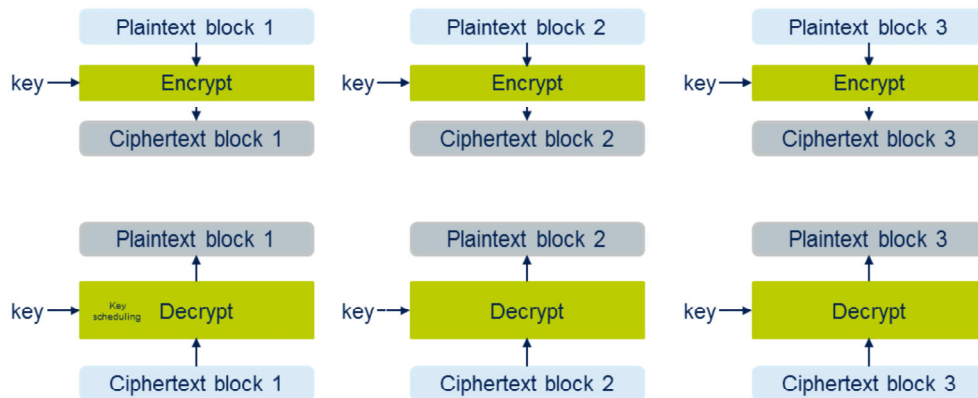 Plaintext block 1 Plaintext block 2 Plaintext block 3
key Encrypt key Encrypt key Encrypt
Ciphertext block 1 Ciphertext block 2 Ciphertext block 3
Plaintext block 1 Plaintext block 2 Plaintext block 3
key Key scheduling Decrypt key Decrypt key Decrypt
Ciphertext block 1 Ciphertext block 2 Ciphertext block 3